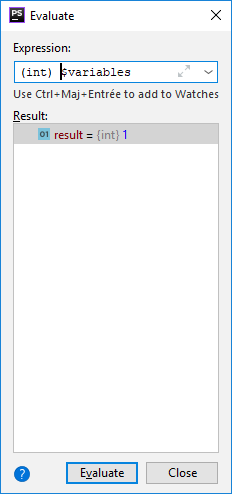 PS Evaluate
Expression:
(int) $variables
Use Ctrl+Maj+Entrée to add to Watches
Result:
01 result = {int} 1
? Evaluate Close